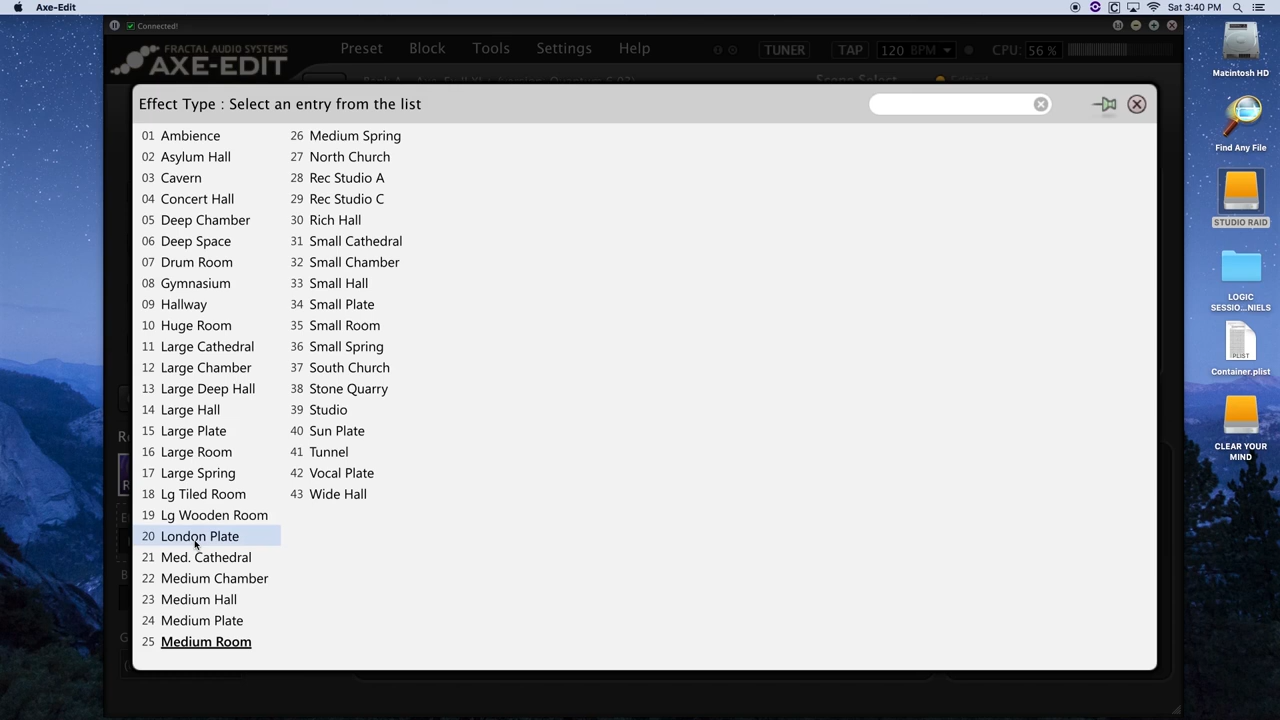 Axe-Edit
Sat 3:40 PM
Connected!
FRACTAL AUDIO SYSTEMS
AXE-EDIT
Preset Block Tools Settings Help
TUNER
TAP
120 BPM
CPU: 56 %
Scene Select
Effect Type : Select an entry from the list
01 Ambience
02 Asylum Hall
03 Cavern
04 Concert Hall
05 Deep Chamber
06 Deep Space
07 Drum Room
08 Gymnasium
09 Hallway
10 Huge Room
11 Large Cathedral
12 Large Chamber
13 Large Deep Hall
14 Large Hall
15 Large Plate
16 Large Room
17 Large Spring
18 Lg Tiled Room
19 Lg Wooden Room
20 London Plate
21 Med. Cathedral
22 Medium Chamber
23 Medium Hall
24 Medium Plate
25 Medium Room
26 Medium Spring
27 North Church
28 Rec Studio A
29 Rec Studio C
30 Rich Hall
31 Small Cathedral
32 Small Chamber
33 Small Hall
34 Small Plate
35 Small Room
36 Small Spring
37 South Church
38 Stone Quarry
39 Studio
40 Sun Plate
41 Tunnel
42 Vocal Plate
43 Wide Hall
Macintosh HD
Find Any File
STUDIO RAID
LOGIC
SESSIO...NIELS
PLIST
Container.plist
CLEAR YOUR
MIND